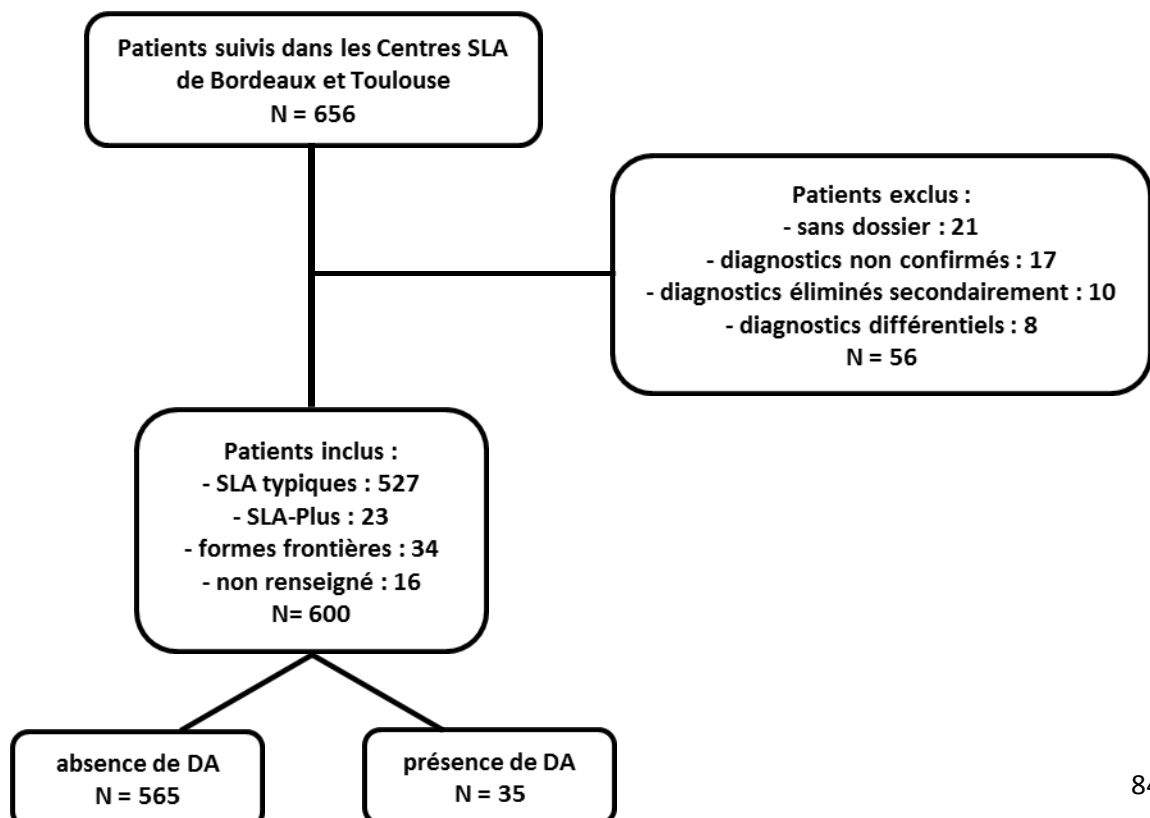 Patients suivis dans les Centres SLA
de Bordeaux et Toulouse
N = 656
Patients exclus :
- sans dossier : 21
- diagnostics non confirmés : 17
- diagnostics éliminés secondairement : 10
- diagnostics différentiels : 8
N = 56
Patients inclus :
- SLA typiques : 527
- SLA-Plus : 23
- formes frontières : 34
- non renseigné : 16
N= 600
absence de DA
N = 565
présence de DA
N = 35
84